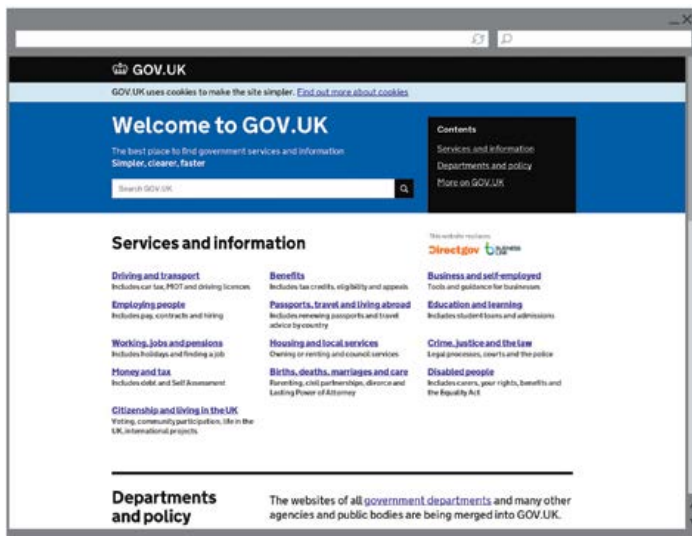 GOV.UK
GOV.UK uses cookies to make the site simpler. Find out more about cookies
Welcome to GOV.UK
The best place to find government services and information
Simpler, clearer, faster
Search GOV.UK
Contents
Services and information
Departments and policy
More on GOV.UK
Services and information
This website replaces
Directgov BUSINESS LINK
Driving and transport
Includes car tax, MOT and driving licences
Benefits
Includes tax credits, eligibility and appeals
Business and self-employed
Tools and guidance for businesses
Employing people
Includes pay, contracts and hiring
Passports, travel and living abroad
Includes renewing passports and travel
advice by country
Education and learning
Includes student loans and admissions
Working, jobs and pensions
Includes holidays and finding a job
Housing and local services
Owning or renting and council services
Crime, justice and the law
Legal processes, courts and the police
Money and tax
Includes debt and Self Assessment
Births, deaths, marriages and care
Parenting, civil partnerships, divorce and
Lasting Power of Attorney
Disabled people
Includes carers, your rights, benefits and
the Equality Act
Citizenship and living in the UK
Voting, community participation, life in the
UK, international projects
Departments
and policy
The websites of all government departments and many other
agencies and public bodies are being merged into GOV.UK.